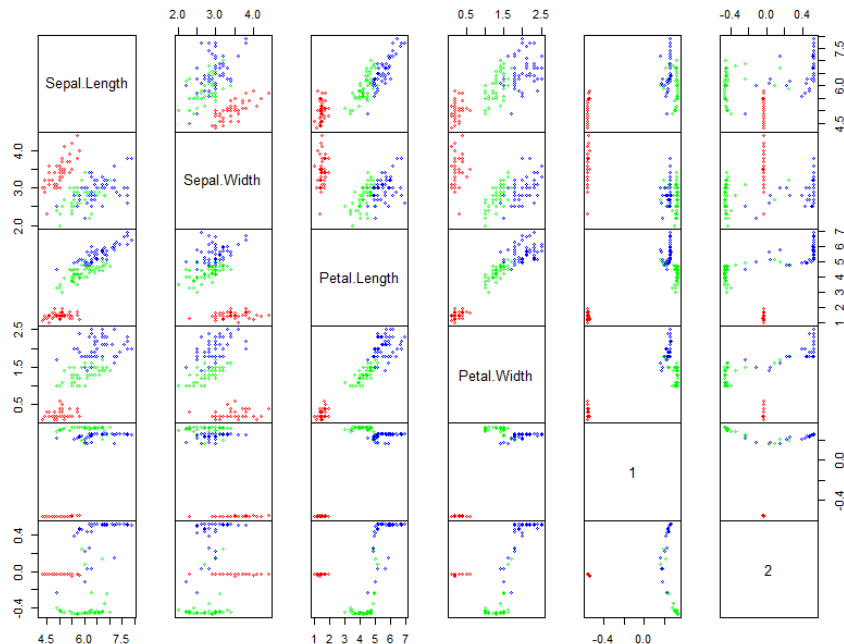 2.0 3.0 4.0 0.5 1.5 2.5 -0.4 0.0 0.4
Sepal.Length
4.5 6.0 7.5
Sepal.Width
2.0 3.0 4.0
Petal.Length
1 2 3 4 5 6 7
Petal.Width
0.5 1.5 2.5
1
-0.4 0.0
2
-0.4 0.0 0.4
4.5 6.0 7.5 1 2 3 4 5 6 7 -0.4 0.0